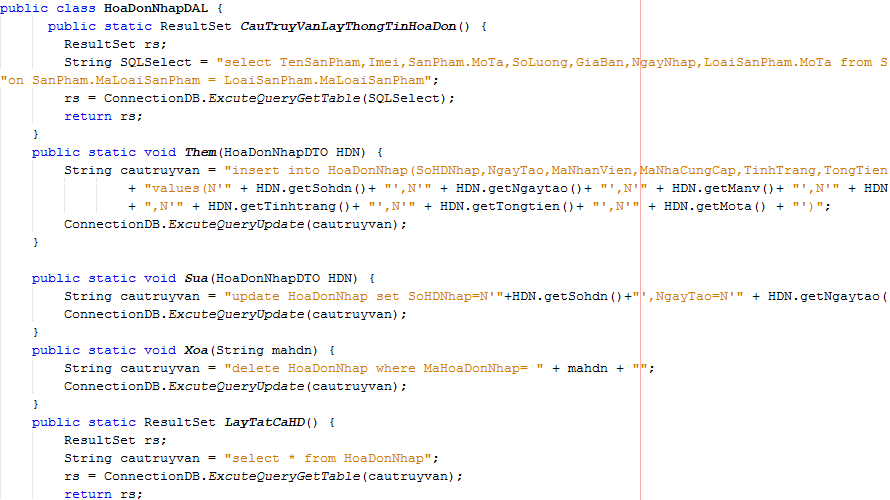 public class HoaDonNhapDAL {
public static ResultSet CauTruyVanLayThongTinHoaDon() {
ResultSet rs;
String SQLSelect = "select TenSanPham,Imei,SanPham.MoTa,SoLuong,GiaBan,NgayNhap,LoaiSanPham.MoTa from S
"on SanPham.MaLoaiSanPham = LoaiSanPham.MaLoaiSanPham";
rs = ConnectionDB.ExcuteQueryGetTable(SQLSelect);
return rs;
}
public static void Them(HoaDonNhapDTO HDN) {
String cautruyvan = "insert into HoaDonNhap(SoHDNhap,NgayTao,MaNhanVien,MaNhaCungCap,TinhTrang,TongTien
+ "values(N'" + HDN.getSohdn()+ "',N'" + HDN.getNgaytao()+ "',N'" + HDN.getManv()+ "',N'" + HDN
+ ",N'" + HDN.getTinhtrang()+ "',N'" + HDN.getTongtien()+ "',N'" + HDN.getMota() + "')";
ConnectionDB.ExcuteQueryUpdate(cautruyvan);
}
public static void Sua(HoaDonNhapDTO HDN) {
String cautruyvan = "update HoaDonNhap set SoHDNhap=N'"+HDN.getSohdn()+"',NgayTao=N'" + HDN.getNgaytao(
ConnectionDB.ExcuteQueryUpdate(cautruyvan);
}
public static void Xoa(String mahdn) {
String cautruyvan = "delete HoaDonNhap where MaHoaDonNhap= " + mahdn + "";
ConnectionDB.ExcuteQueryUpdate(cautruyvan);
}
public static ResultSet LayTatCaHD() {
ResultSet rs;
String cautruyvan = "select * from HoaDonNhap";
rs = ConnectionDB.ExcuteQueryGetTable(cautruyvan);
return rs;